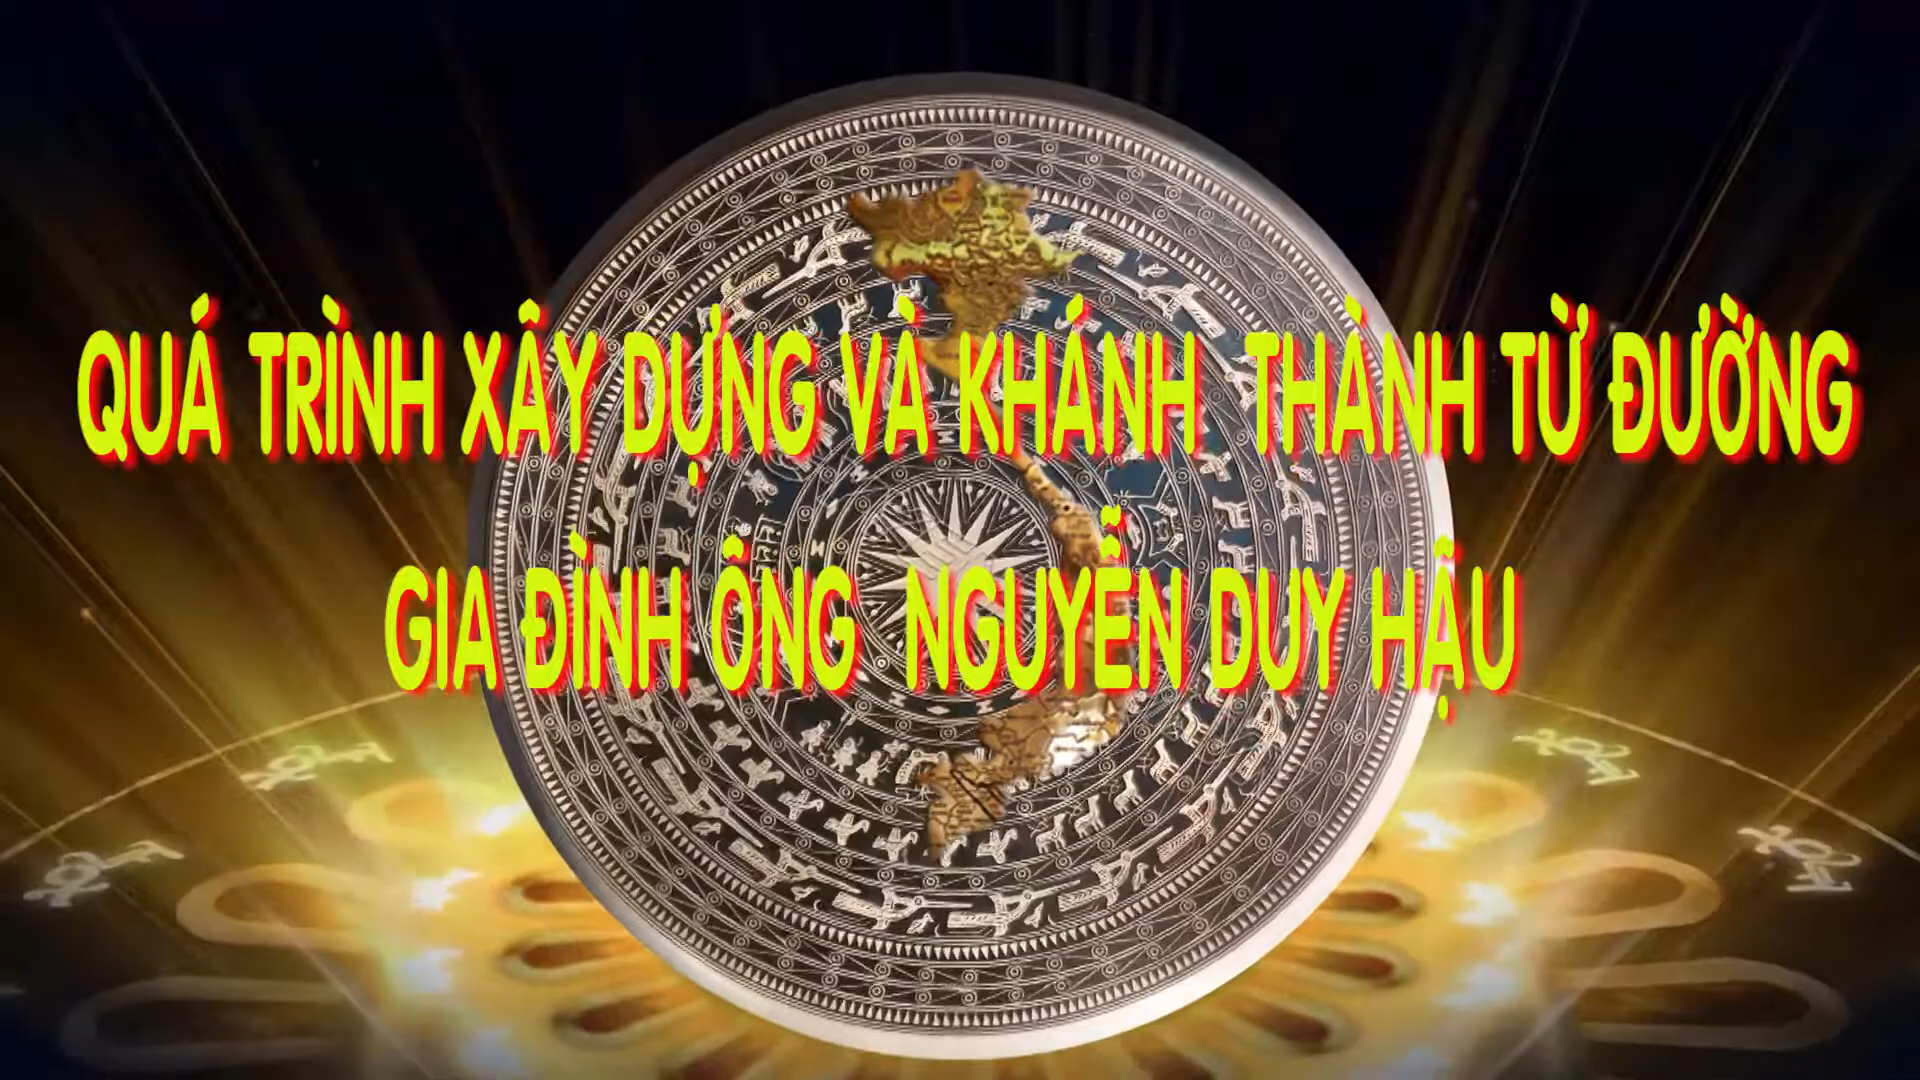 QUÁ TRÌNH XÂY DỰNG VÀ KHÁNH THÀNH TỪ ĐƯỜNG
GIA ĐÌNH ÔNG NGUYỄN DUY HẬU